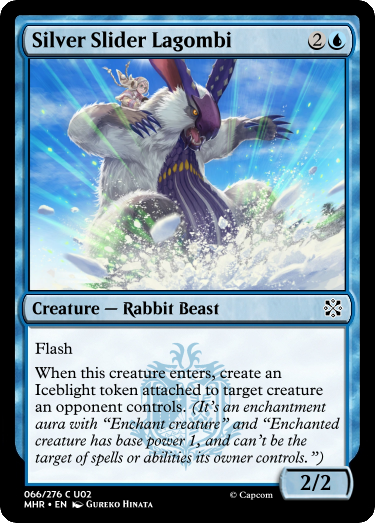 Silver Slider Lagombi 2
Creature — Rabbit Beast
Flash
When this creature enters, create an
Iceblight token attached to target creature
an opponent controls. (It's an enchantment
aura with "Enchant creature" and "Enchanted
creature has base power 1, and can't be the
target of spells or abilities its owner controls.")
2/2
066/276 C U02
MHR • EN Gureko Hinata
© Capcom